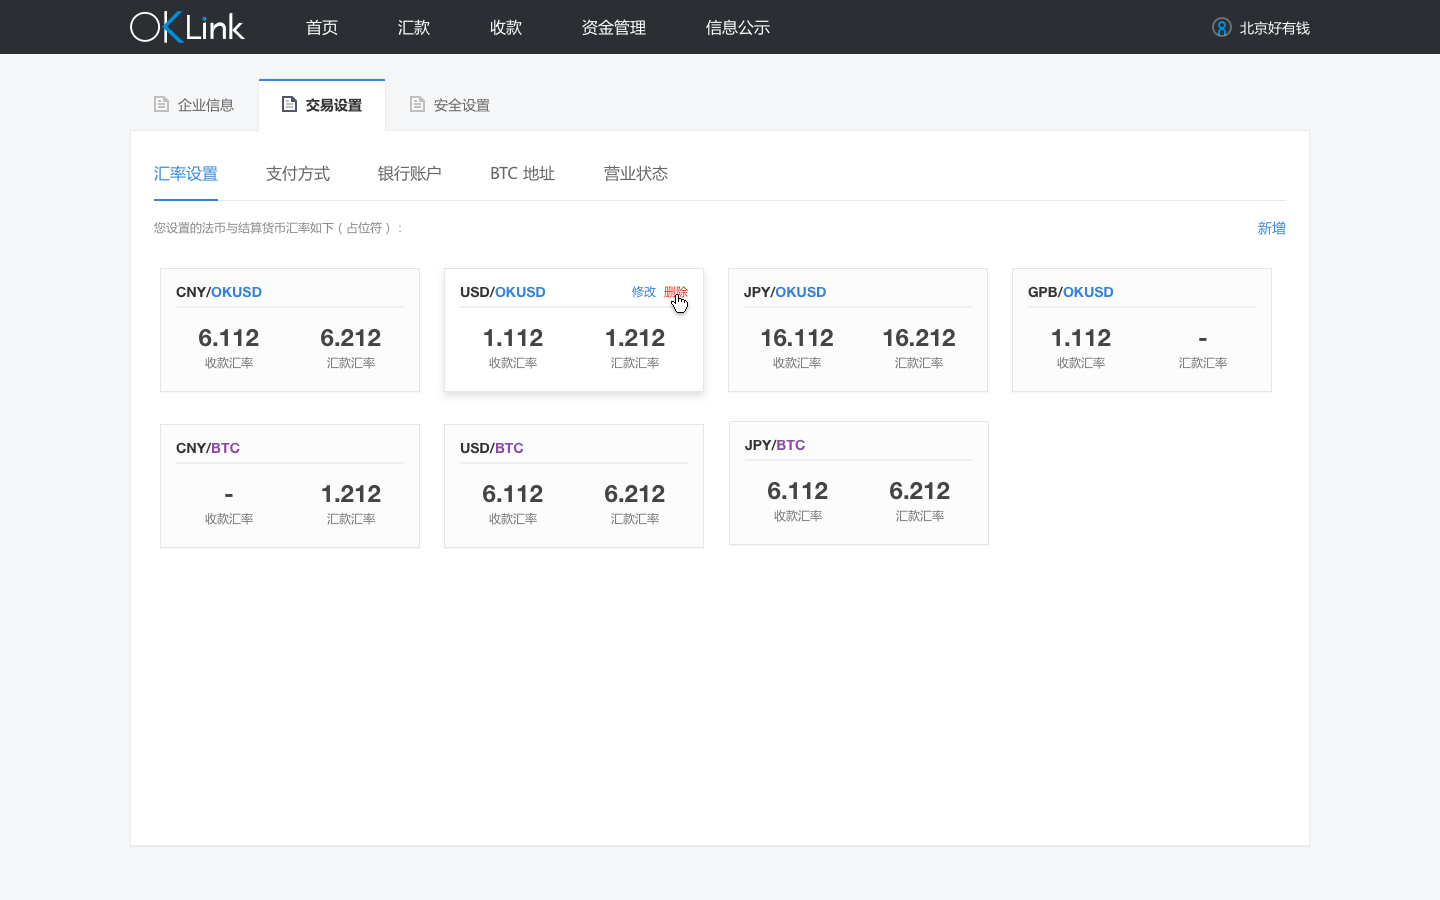 OKLink 首页 汇款 收款 资金管理 信息公示 北京好有钱
企业信息 交易设置 安全设置
汇率设置 支付方式 银行账户 BTC 地址 营业状态
您设置的法币与结算货币汇率如下（占位符）： 新增
CNY/OKUSD
6.112 6.212
收款汇率 汇款汇率
USD/OKUSD 修改 删除
1.112 1.212
收款汇率 汇款汇率
JPY/OKUSD
16.112 16.212
收款汇率 汇款汇率
GPB/OKUSD
1.112 -
收款汇率 汇款汇率
CNY/BTC
- 1.212
收款汇率 汇款汇率
USD/BTC
6.112 6.212
收款汇率 汇款汇率
JPY/BTC
6.112 6.212
收款汇率 汇款汇率